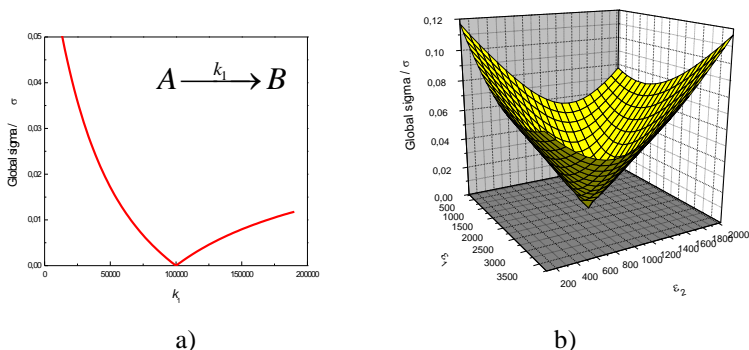 0,05
0,04
0,03
0,02
0,01
0,00
Global sigma / σ
A k₁ B
0 50000 100000 150000 200000
k₁
a)
0,12
0,10
0,08
0,06
0,04
0,02
0,00
Global sigma / σ
500
1000
1500
2000
2500
3000
3500
ε₁
200 400 600 800 1000 1200 1400 1600 1800 2000
ε₂
b)